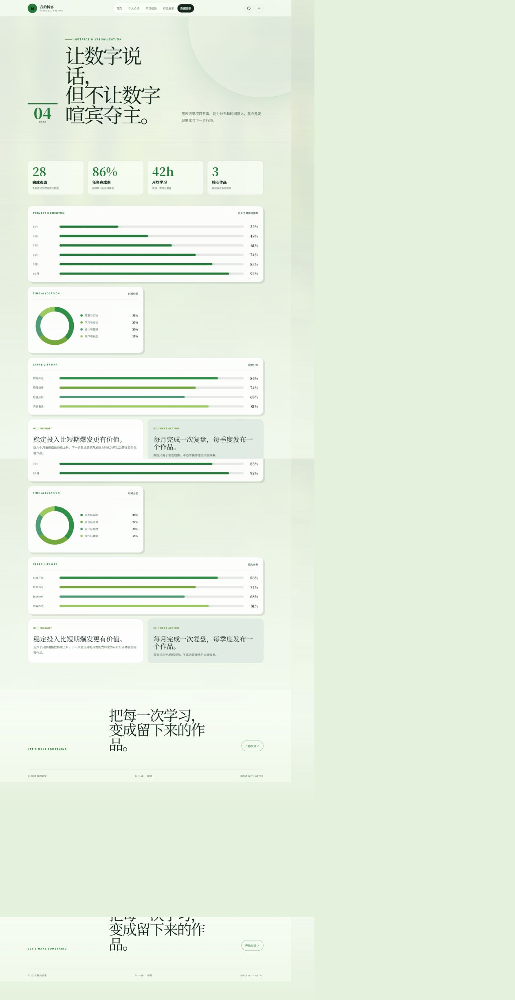 M
我的博客
PERSONAL ARCHIVE
首页 个人介绍 项目经历 作品展示 数据图表
METRICS & VISUALIZATION
让数字说
话，
但不让数字
喧宾夺主。
04
DATA
图表记录项目节奏、能力分布和时间投入，重点是发
现变化与下一步行动。
28
完成页面
含响应式与可访问性检查
86%
任务完成率
按项目计划持续推进
42h
月均学习
阅读、实践与复盘
3
核心作品
持续迭代中的项目
PROJECT MOMENTUM 近 6 个月推进指数
5 月 32%
6 月 48%
7 月 61%
8 月 74%
9 月 83%
10 月 92%
TIME ALLOCATION 时间分配
开发与实验 38%
学习与阅读 27%
设计与整理 20%
写作与复盘 15%
CAPABILITY MAP 能力分布
前端开发 86%
视觉设计 74%
数据分析 68%
内容表达 81%
01 / INSIGHT
稳定投入比短期爆发更有价值。
近六个月推进指数持续上升。下一步重点是把开发能力转化为可以公开体验的完
整作品。
02 / NEXT ACTION
每月完成一次复盘，每季度发布一
个作品。
数据只用于发现趋势，不追求装饰性的大屏效果。
9 月 83%
10 月 92%
TIME ALLOCATION 时间分配
开发与实验 38%
学习与阅读 27%
设计与整理 20%
写作与复盘 15%
CAPABILITY MAP 能力分布
前端开发 86%
视觉设计 74%
数据分析 68%
内容表达 81%
01 / INSIGHT
稳定投入比短期爆发更有价值。
近六个月推进指数持续上升。下一步重点是把开发能力转化为可以公开体验的完
整作品。
02 / NEXT ACTION
每月完成一次复盘，每季度发布一
个作品。
数据只用于发现趋势，不追求装饰性的大屏效果。
把每一次学习，
变成留下来的作
品。
LET'S MAKE SOMETHING
开始交流 ↗
© 2026 我的名字 GitHub 邮箱 BUILT WITH ASTRO
把每一次学习，
变成留下来的作
品。
LET'S MAKE SOMETHING
开始交流 ↗
© 2026 我的名字 GitHub 邮箱 BUILT WITH ASTRO